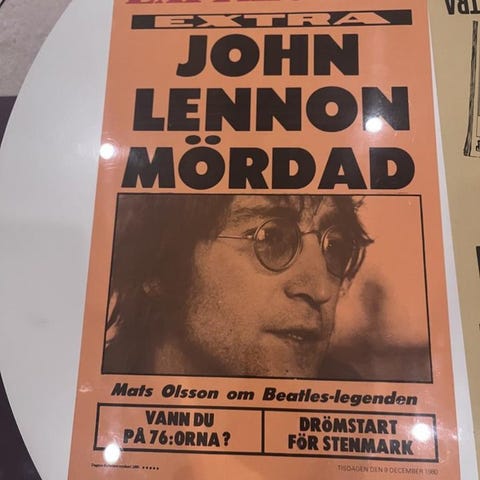 EXTRA
JOHN
LENNON
MÖRDAD
Mats Olsson om Beatles-legenden
VANN DU
PÅ 76:ORNA?
DRÖMSTART
FÖR STENMARK
TISDAGEN DEN 9 DECEMBER 1980